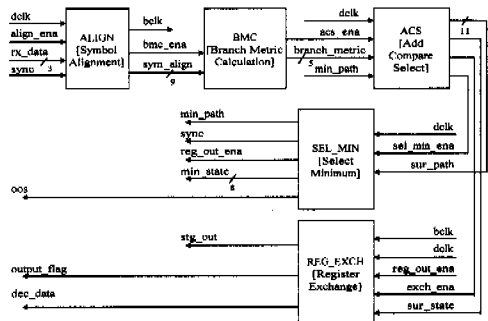 dclk
align_ena
rx_data
3
sync
ALIGN
[Symbol
Alignment]
bclk
bmc_ena
sym_align
9
BMC
[Branch Metric
Calculation]
dclk
acs_ena
branch_metric
5
min_path
ACS
[Add
Compare
Select]
11
min_path
sync
reg_out_ena
min_state
8
oos
SEL_MIN
[Select
Minimum]
dclk
sel_min_ena
sur_path
stg_out
output_flag
dec_data
REG_EXCH
[Register
Exchange]
bclk
dclk
reg_out_ena
exch_ena
sur_state